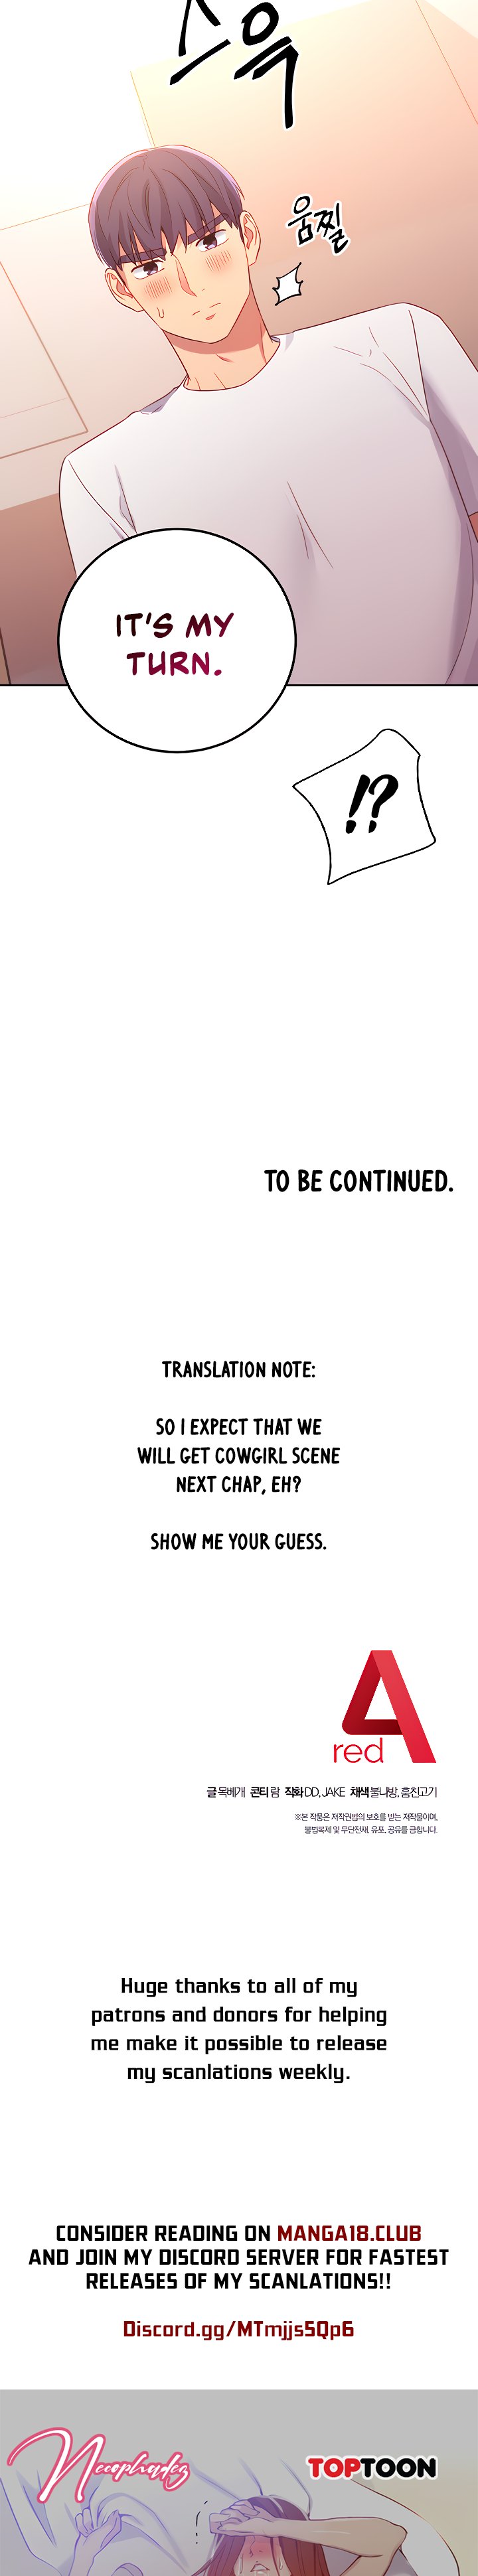 스윽
움찔
IT'S MY
TURN.
!?
TO BE CONTINUED.
TRANSLATION NOTE:
SO I EXPECT THAT WE
WILL GET COWGIRL SCENE
NEXT CHAP, EH?
SHOW ME YOUR GUESS.
red
글 목베개 콘티 람 직화 DD, JAKE 채색 불나방, 훔친고기
※본 작품은 저작권법의 보호를 받는 저작물이며,
불법복제 및 무단전재, 유포, 공유를 금합니다.
Huge thanks to all of my
patrons and donors for helping
me make it possible to release
my scanlations weekly.
CONSIDER READING ON MANGA18.CLUB
AND JOIN MY DISCORD SERVER FOR FASTEST
RELEASES OF MY SCANLATIONS!!
Discord.gg/MTmjjs5Qp6
TOPTOON